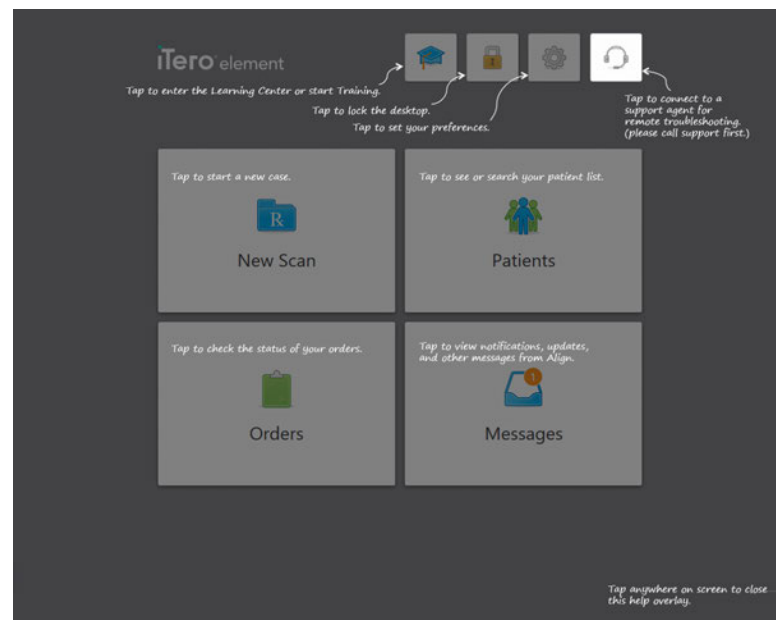 iTero element
Tap to enter the Learning Center or start Training.
Tap to lock the desktop.
Tap to set your preferences.
Tap to connect to a
support agent for
remote troubleshooting.
(please call support first.)
Tap to start a new case.
R
New Scan
Tap to see or search your patient list.
Patients
Tap to check the status of your orders.
Orders
Tap to view notifications, updates,
and other messages from Align.
1
Messages
Tap anywhere on screen to close
this help overlay.